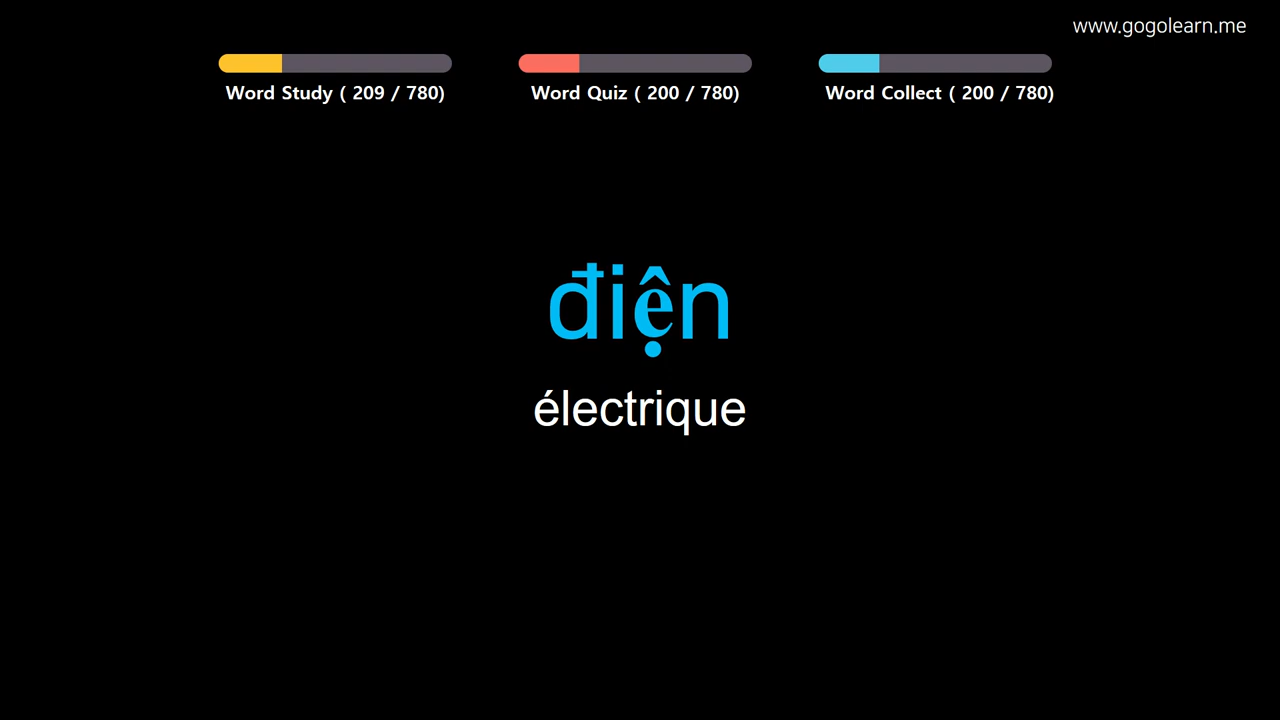 www.gogolearn.me
Word Study ( 209 / 780)
Word Quiz ( 200 / 780)
Word Collect ( 200 / 780)
điện
électrique